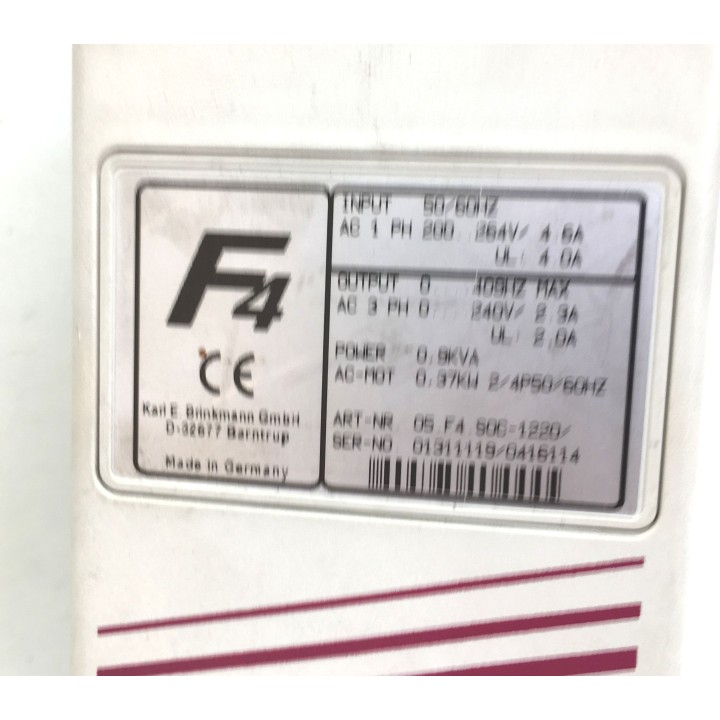 F4
CE
Karl E. Brinkmann GmbH
D-32677 Barntrup
Made in Germany
INPUT 50/60HZ
AC 1 PH 200 264V/ 4.6A
UL: 4.0A
OUTPUT 0 409HZ MAX
AC 3 PH 0 240V/ 2.3A
UL: 2.0A
POWER 0.9KVA
AC-MOT 0.37KW 2/4P50/60HZ
ART-NR 05.F4.S0C-1220/
SER-NO 01311119/0416114